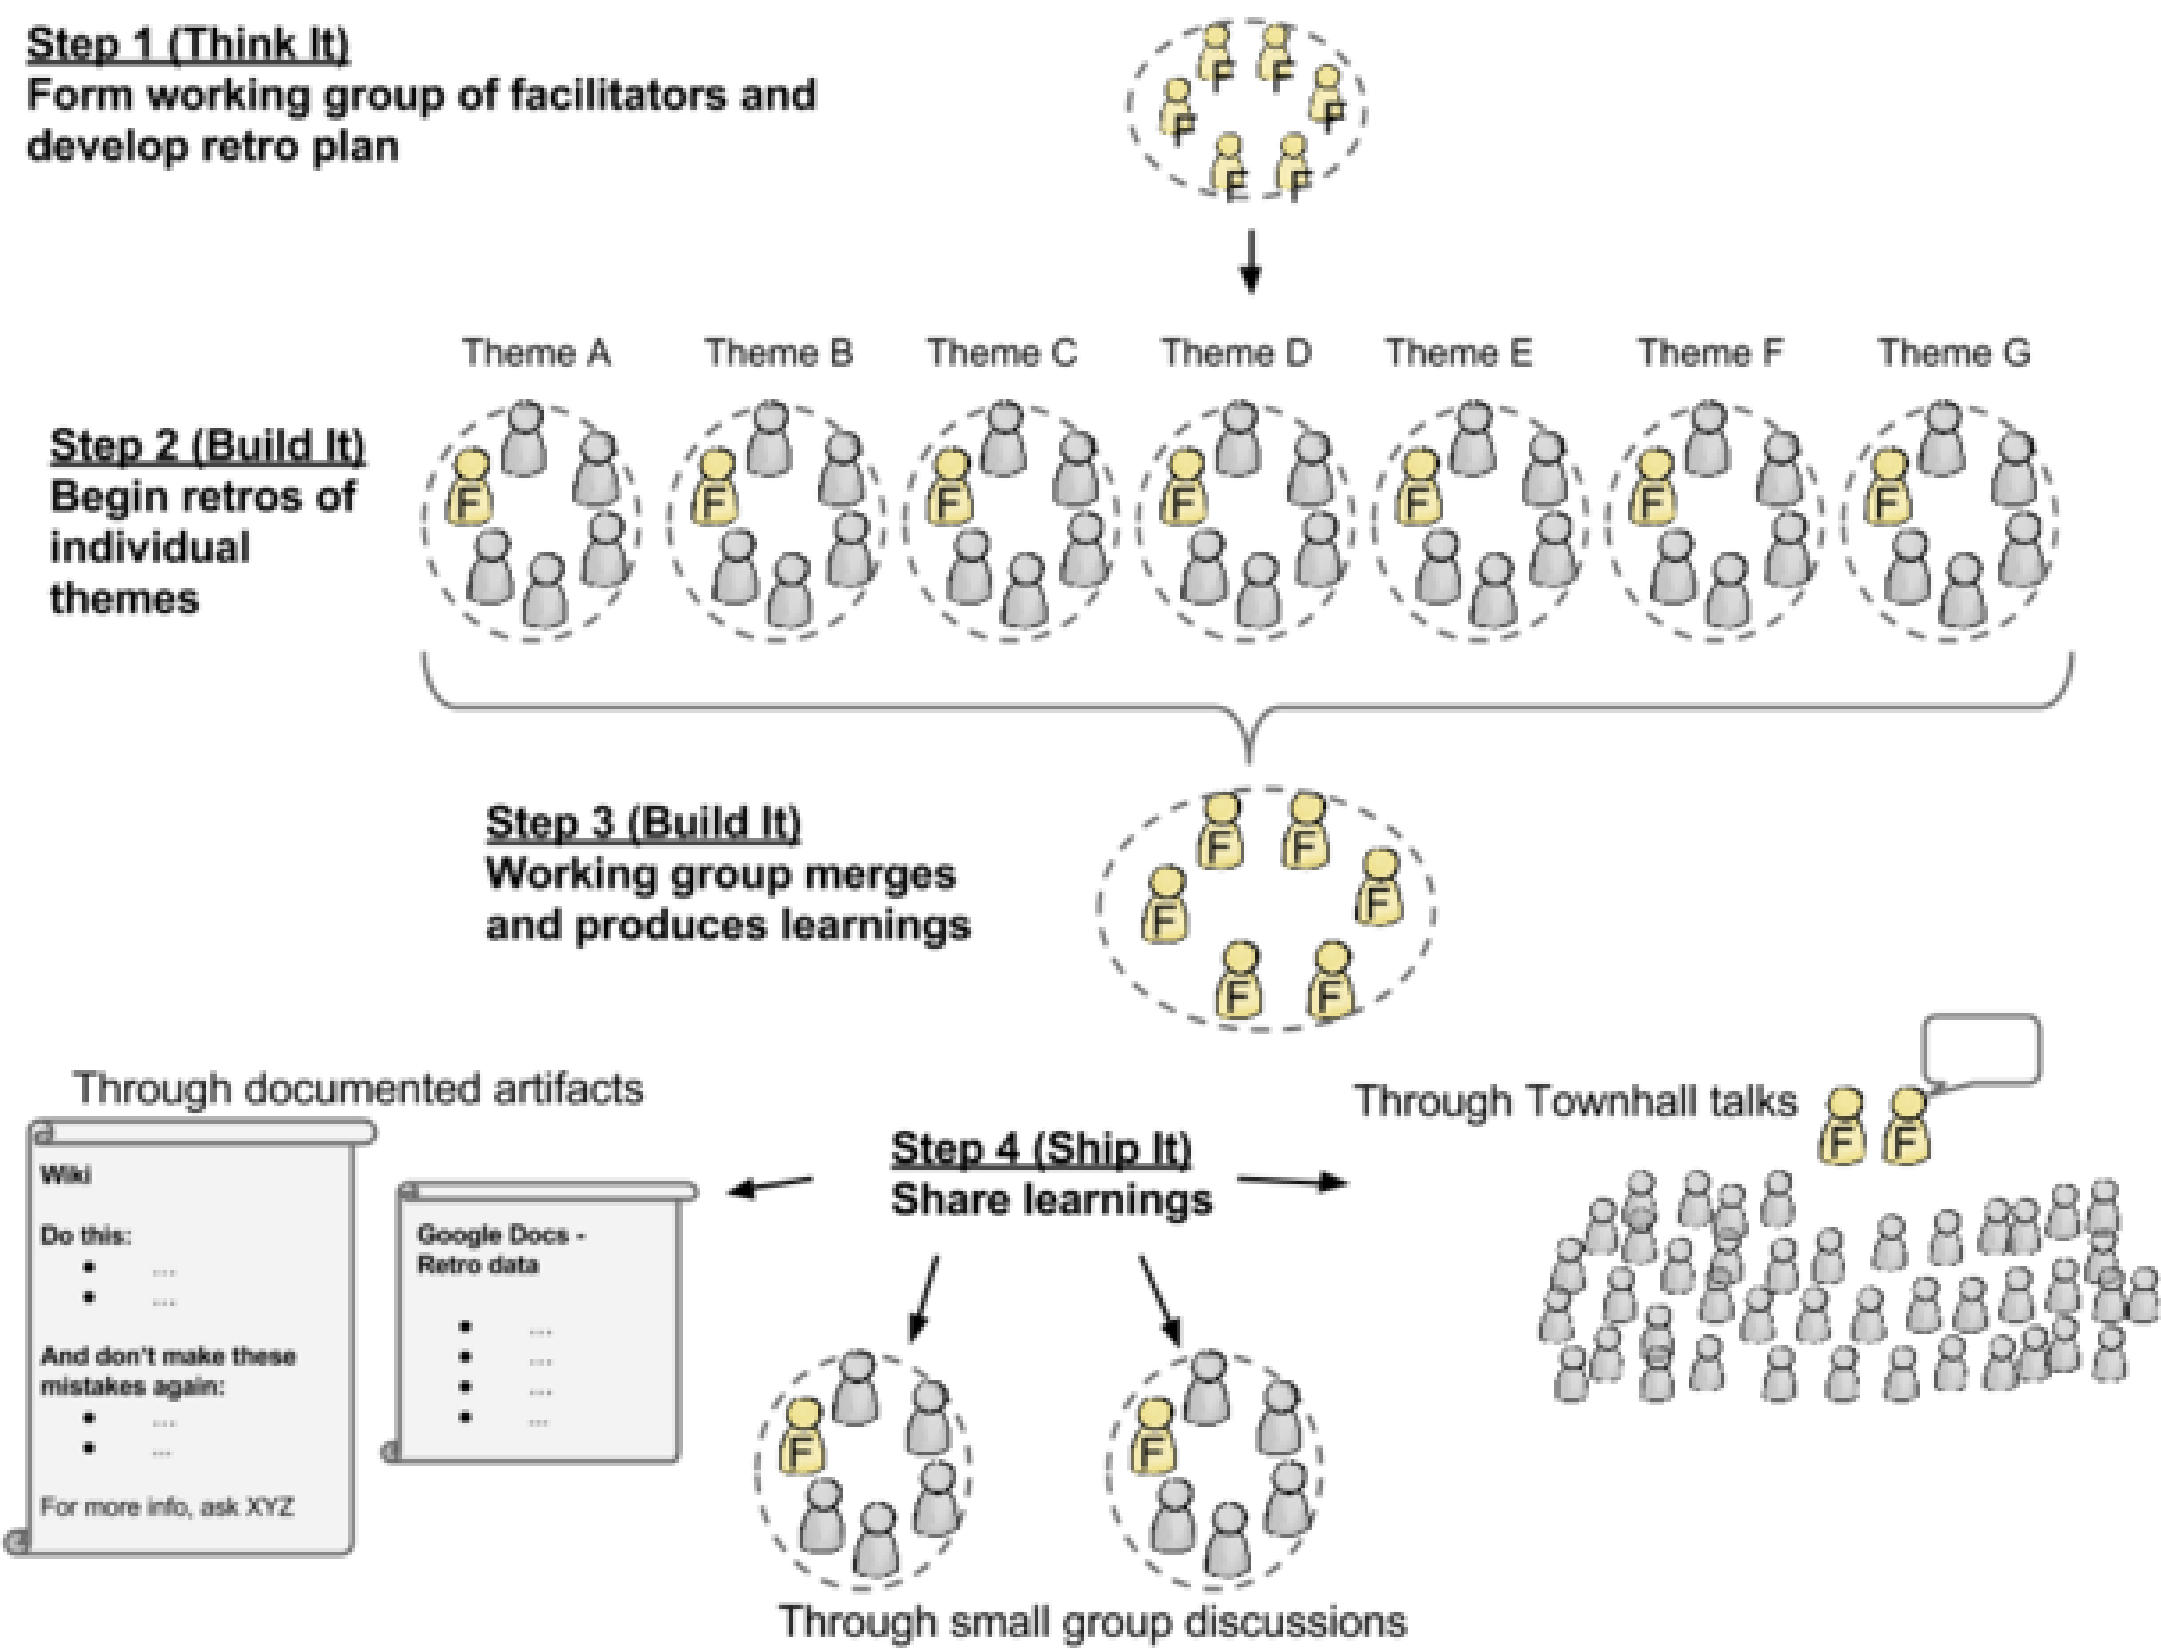 Step 1 (Think It)
Form working group of facilitators and
develop retro plan
F F
F F
F F
Theme A Theme B Theme C Theme D Theme E Theme F Theme G
Step 2 (Build It)
Begin retros of
individual
themes
F F F F F F F
Step 3 (Build It)
Working group merges
and produces learnings
F F
F F
F F
Through documented artifacts
Wiki
Do this:
• ...
• ...
And don't make these
mistakes again:
• ...
• ...
For more info, ask XYZ
Google Docs -
Retro data
• ...
• ...
• ...
• ...
Step 4 (Ship It)
Share learnings
Through Townhall talks
F F
F F
Through small group discussions